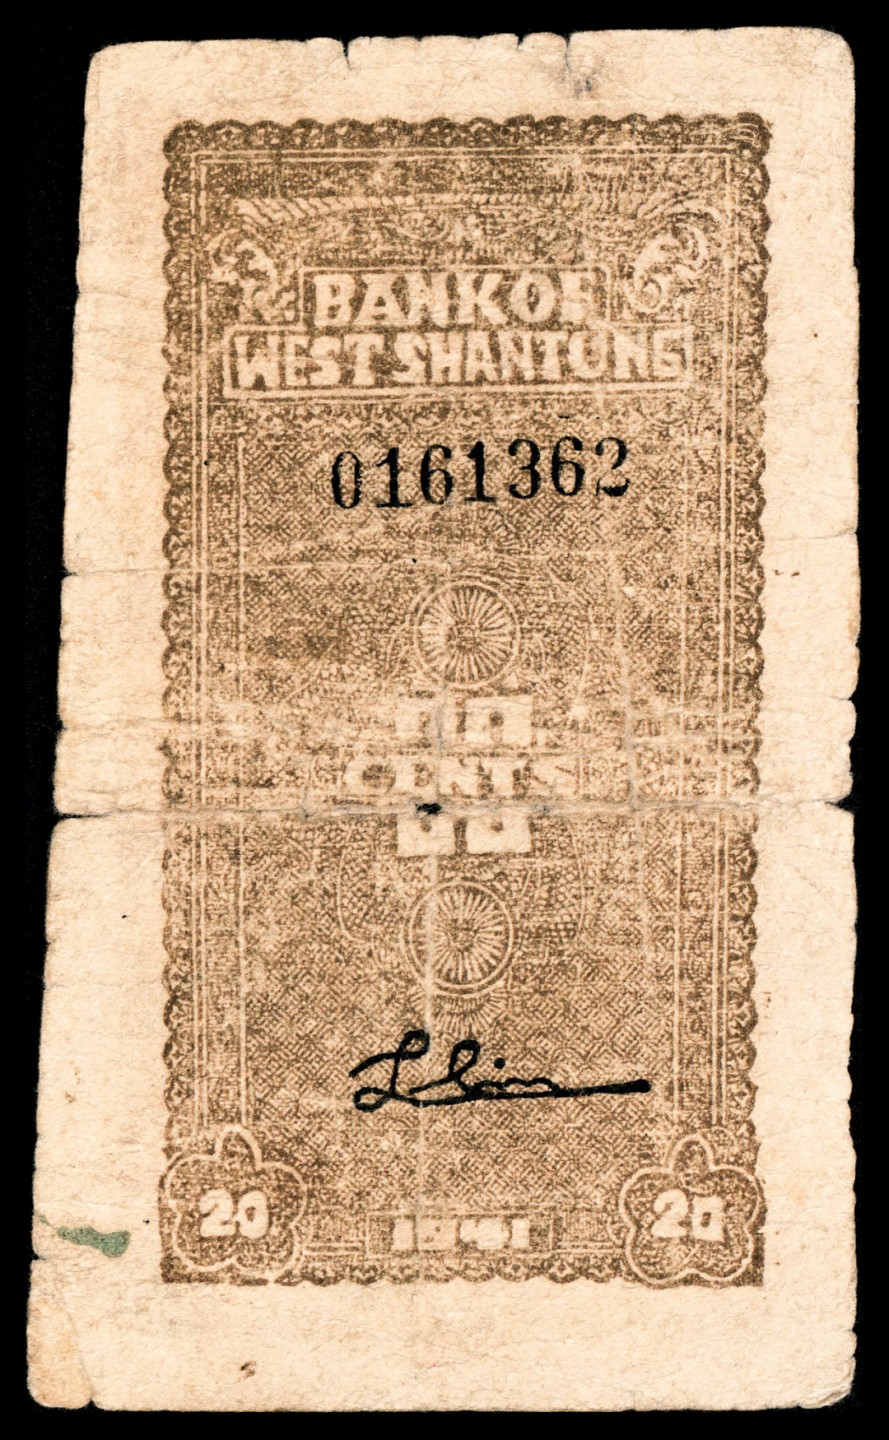 BANK OF
WEST SHANTUNG
0161362
CENTS
20
1941
20